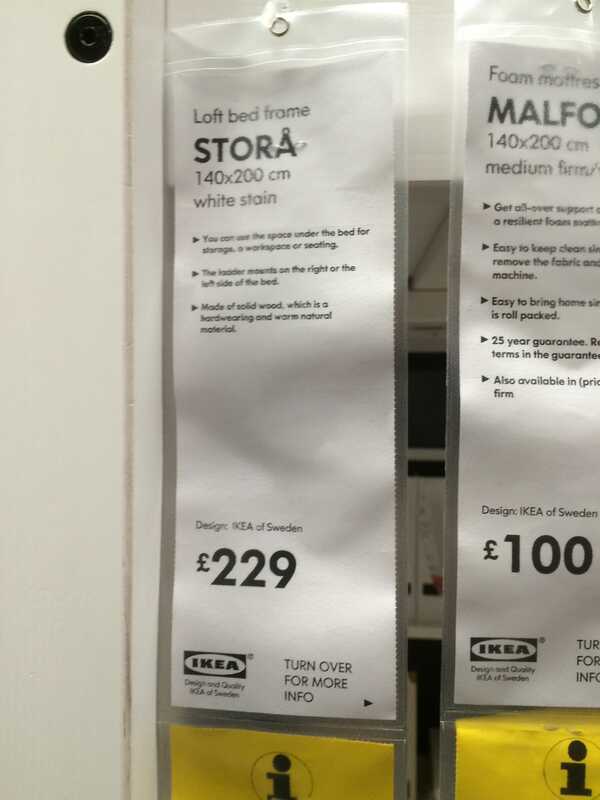 Loft bed frame
STORÅ
140x200 cm
white stain
▶ You can use the space under the bed for
storage, a workspace or seating.
▶ The ladder mounts on the right or the
left side of the bed.
▶ Made of solid wood, which is a
hardwearing and warm natural
material.
Design: IKEA of Sweden
£229
IKEA®
Design and Quality
IKEA of Sweden
TURN OVER
FOR MORE
INFO
i
Foam mattres
MALFO
140x200 cm
medium firm/
▶ Get all-over support
a resilient foam
▶ Easy to keep clean
remove the fabric and
machine.
▶ Easy to bring home
is roll packed.
▶ 25 year guarantee.
terms in the guarantee
▶ Also available in
firm
Design: IKEA of Sweden
£100
IKEA®
Design and Quality
IKEA of Sweden
TUR
FOR
INFO
i